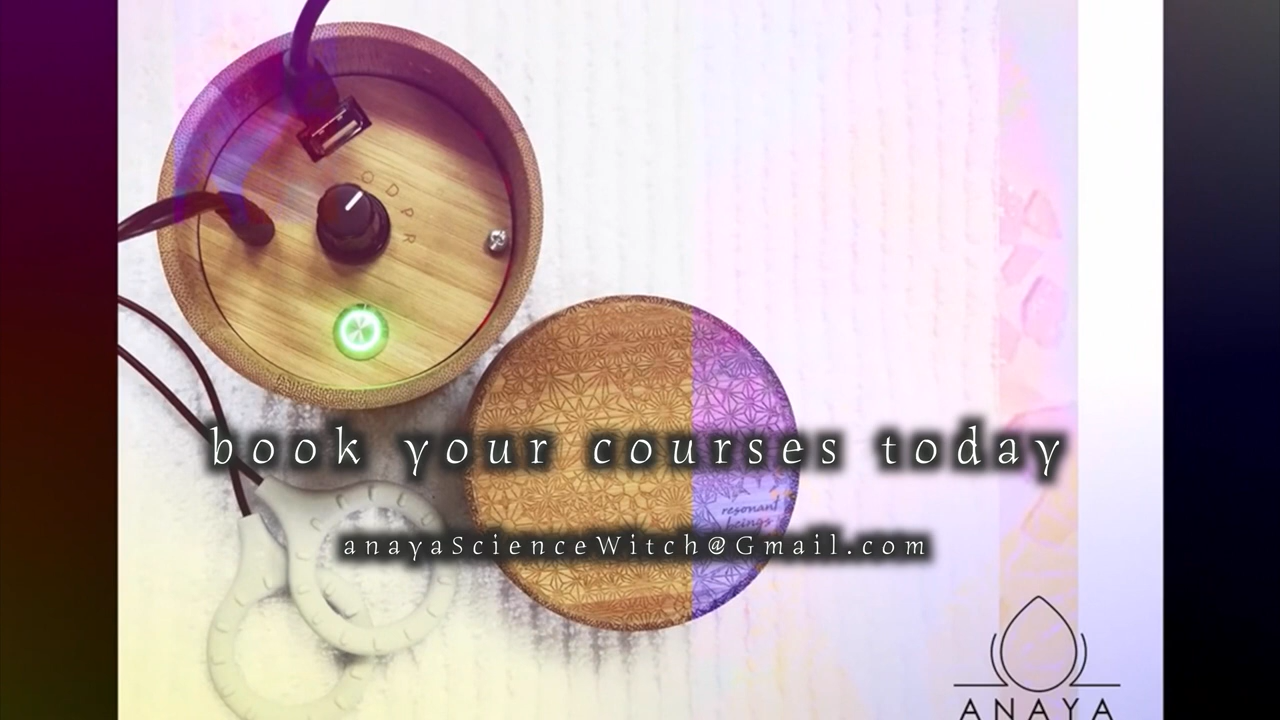 O D P R
book your courses today
resonant
beings
anayaScienceWitch@Gmail.com
ANAYA